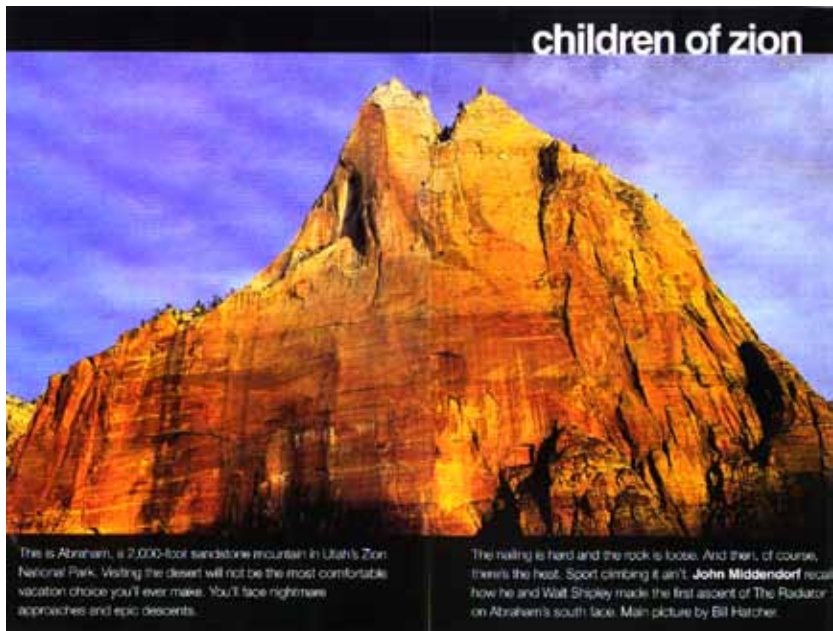 children of zion
This is Abraham, a 2,000-foot sandstone mountain in Utah's Zion
National Park. Visiting the desert will not be the most comfortable
vacation choice you'll ever make. You'll face nightmare
approaches and epic descents.
The nailing is hard and the rock is loose. And then, of course,
there's the heat. Sport climbing it ain't. John Middendorf recall
how he and Walt Shipley made the first ascent of The Radiator
on Abraham's south face. Main picture by Bill Hatcher.